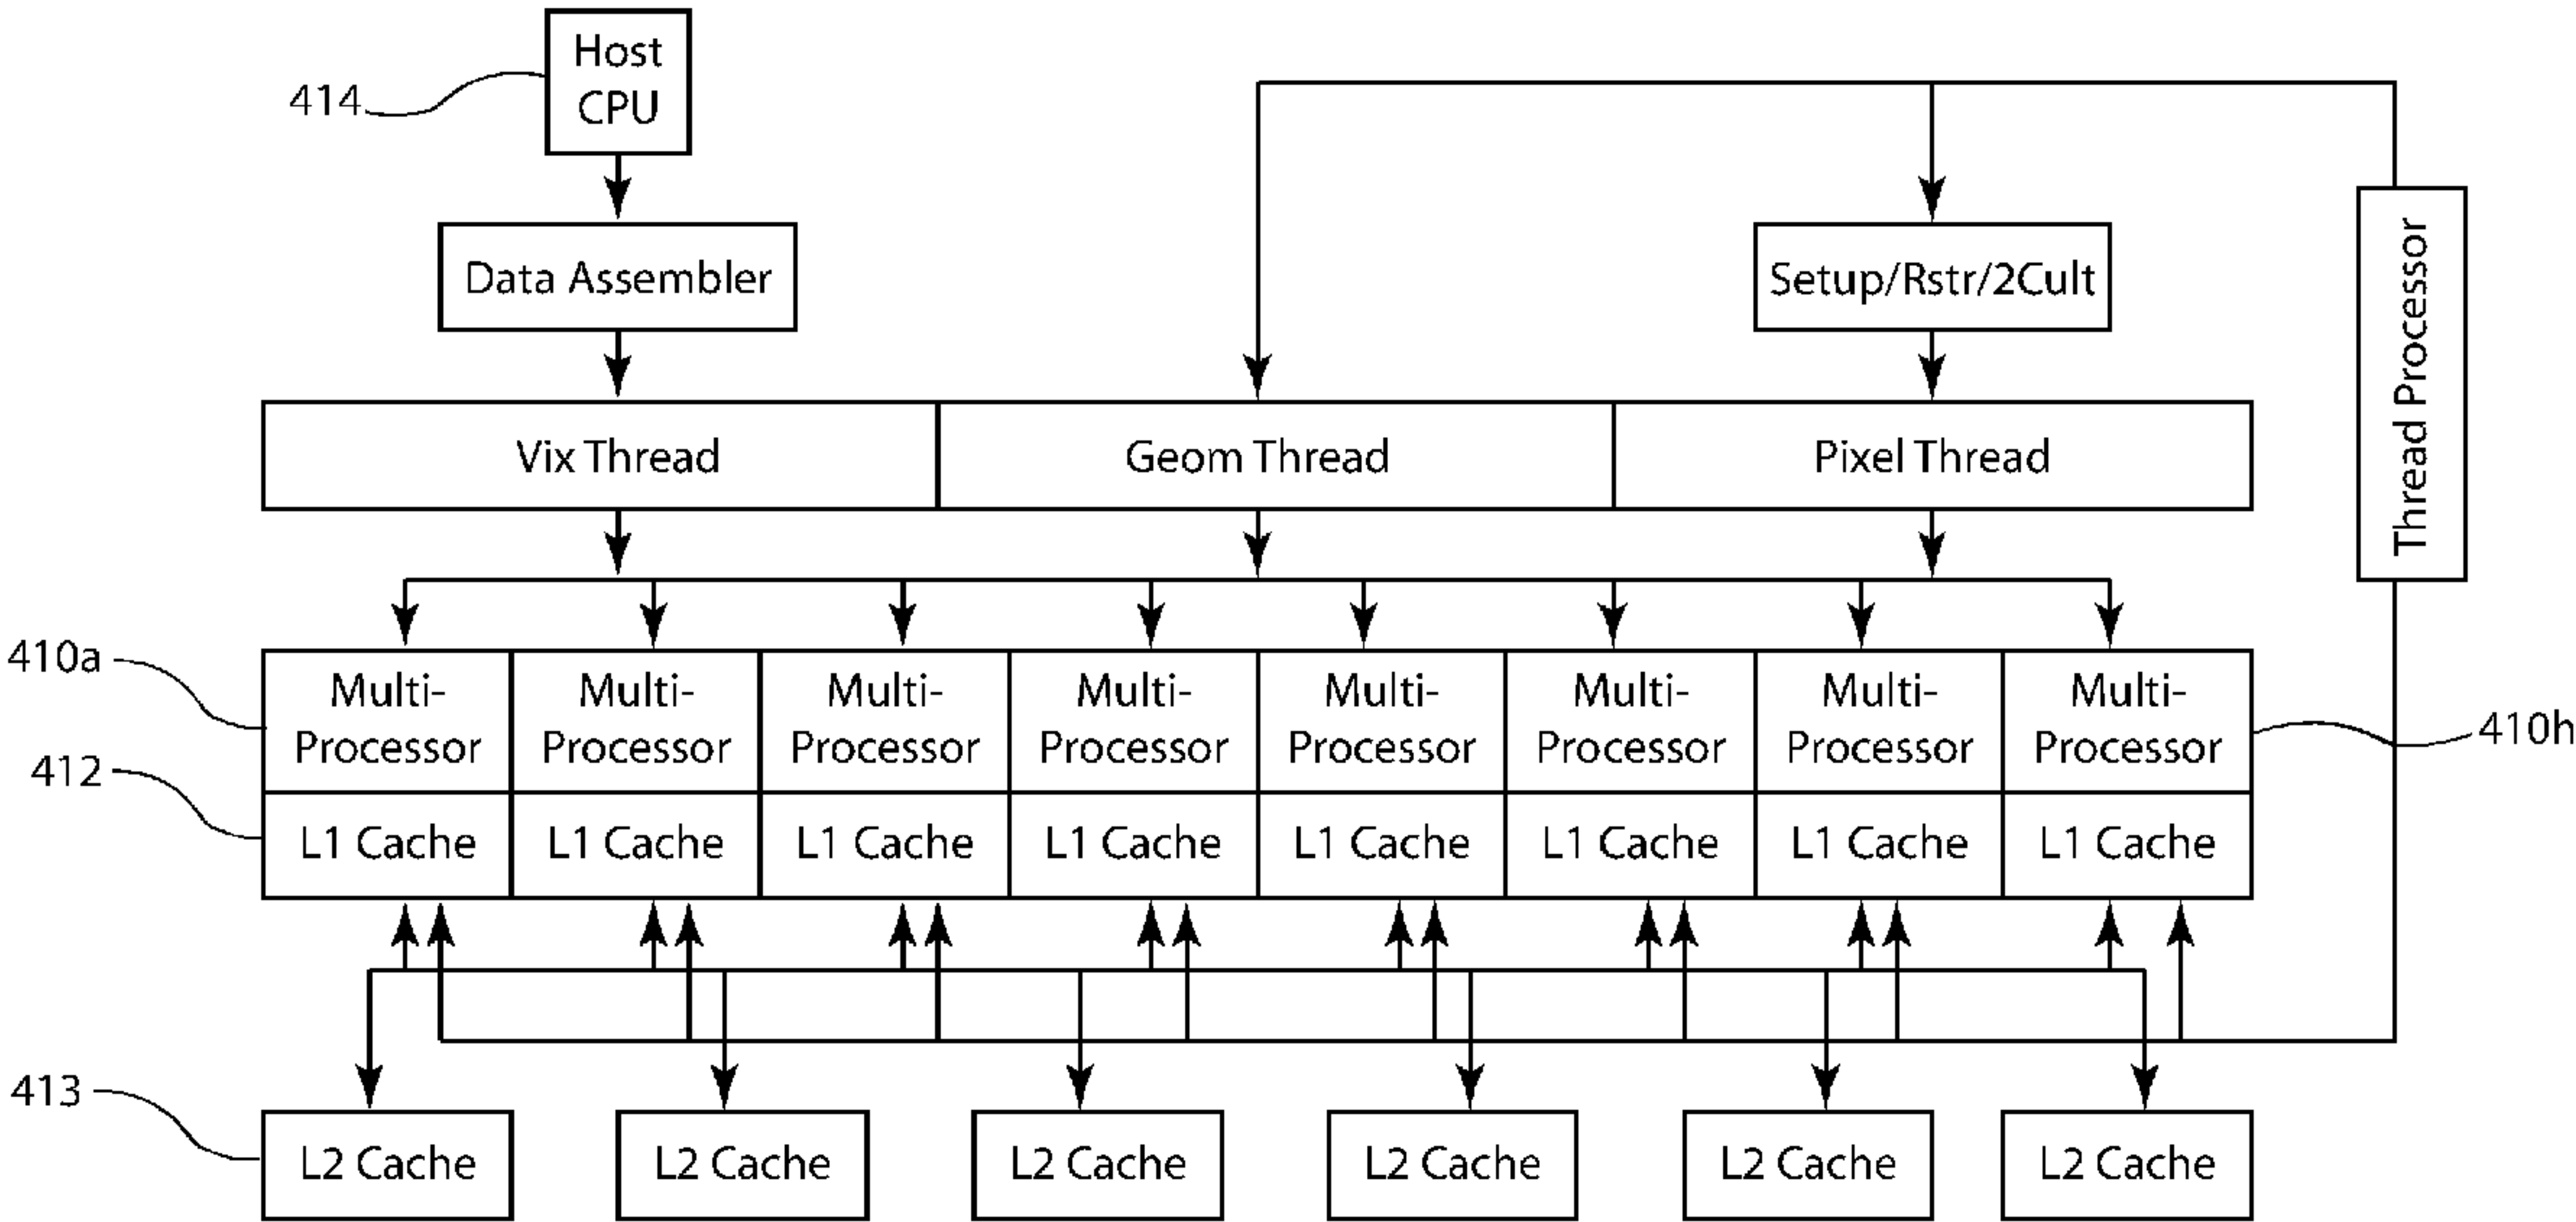 Host
CPU
414
Data Assembler
Setup/Rstr/2Cult
Thread Processor
Vix Thread
Geom Thread
Pixel Thread
410a
Multi-
Processor
Multi-
Processor
Multi-
Processor
Multi-
Processor
Multi-
Processor
Multi-
Processor
Multi-
Processor
Multi-
Processor
410h
412
L1 Cache
L1 Cache
L1 Cache
L1 Cache
L1 Cache
L1 Cache
L1 Cache
L1 Cache
413
L2 Cache
L2 Cache
L2 Cache
L2 Cache
L2 Cache
L2 Cache